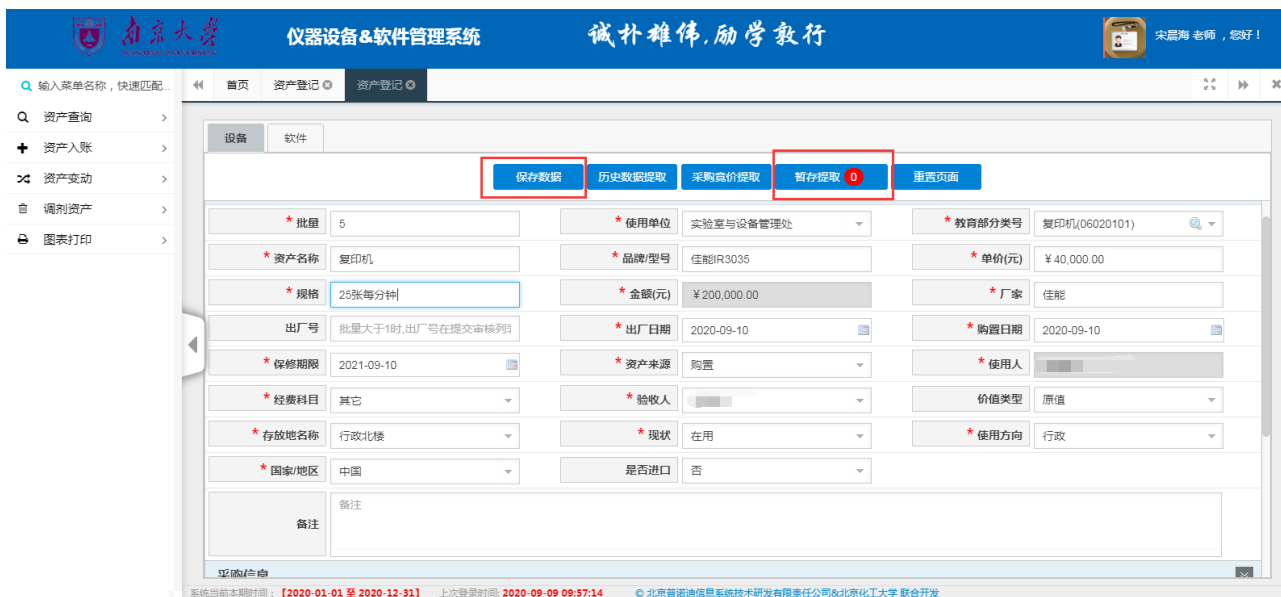 南京大学 仪器设备&软件管理系统 诚朴雄伟,励学敦行 宋晨海 老师 ，您好！
输入菜单名称，快速匹配... 首页 资产登记 资产登记
资产查询
资产入账
资产变动
调剂资产
图表打印
设备 软件
保存数据 历史数据提取 采购竞价提取 暂存提取 0 重置页面
* 批量 5 * 使用单位 实验室与设备管理处 * 教育部分类号 复印机(06020101)
* 资产名称 复印机 * 品牌/型号 佳能IR3035 * 单价(元) ￥40,000.00
* 规格 25张每分钟 * 金额(元) ￥200,000.00 * 厂家 佳能
出厂号 批量大于1时,出厂号在提交审核列 * 出厂日期 2020-09-10 * 购置日期 2020-09-10
* 保修期限 2021-09-10 * 资产来源 购置 * 使用人
* 经费科目 其它 * 验收人 价值类型 原值
* 存放地名称 行政北楼 * 现状 在用 * 使用方向 行政
* 国家/地区 中国 是否进口 否
备注 备注
采购信息
系统当前本期时间：【2020-01-01 至 2020-12-31】 上次登录时间: 2020-09-09 09:57:14 © 北京普诺迪信息系统技术研发有限责任公司&北京化工大学 联合开发